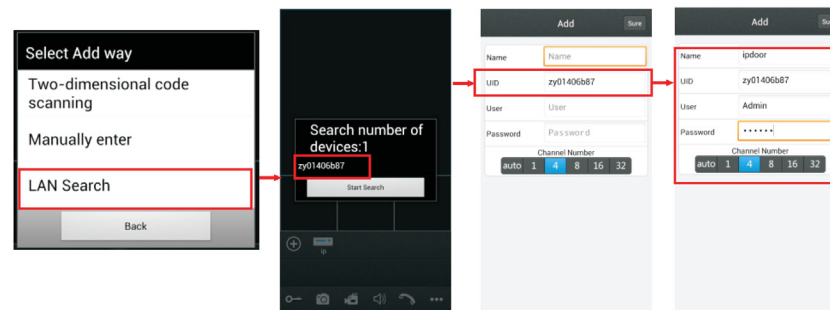 Select Add way
Two-dimensional code
scanning
Manually enter
LAN Search
Back
Search number of
devices:1
zy01406b87
Start Search
ip
Add
Sure
Name
Name
UID
zy01406b87
User
User
Password
Password
Channel Number
auto 1 4 8 16 32
Add
Name
ipdoor
UID
zy01406b87
User
Admin
Password
••••••
Channel Number
auto 1 4 8 16 32